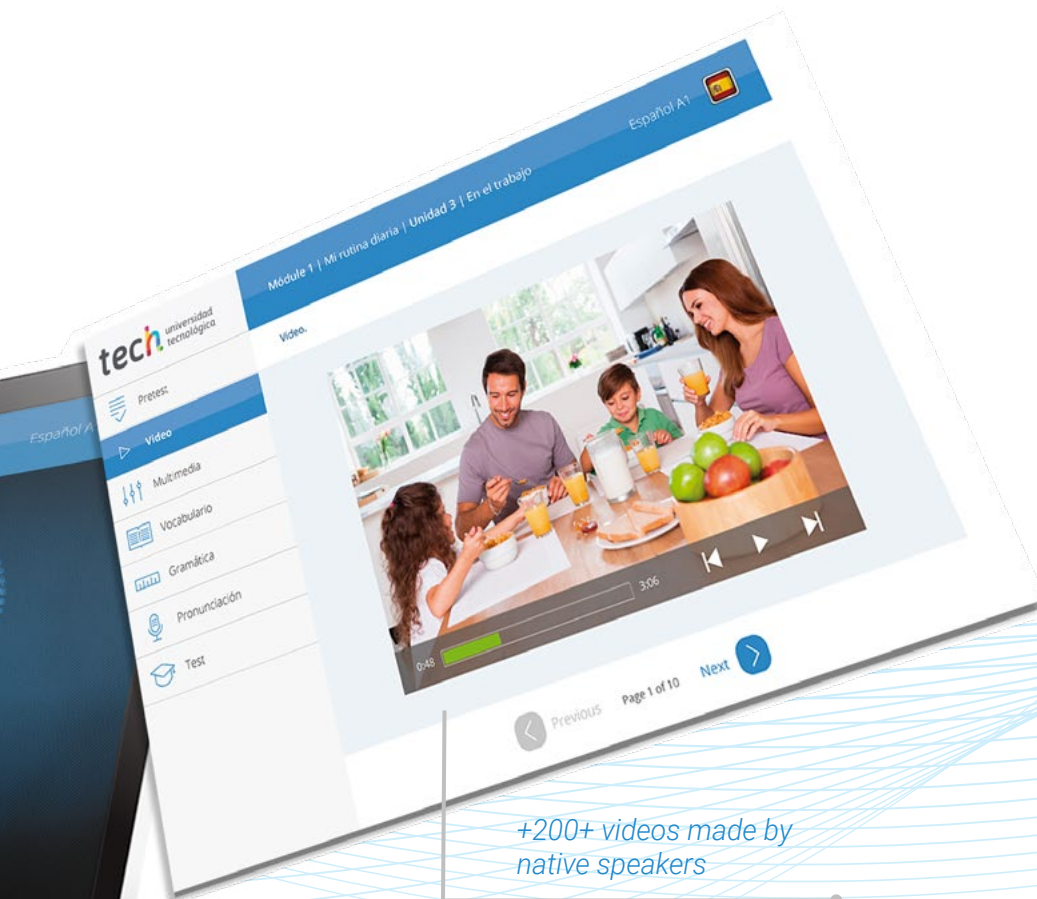 Español A1
Módule 1 | Mi rutina diaria | Unidad 3 | En el trabajo
tech universidad
tecnológica
Video.
Pretest
Video
Multimedia
Vocabulario
Gramática
Pronunciación
Test
Español A
0:48
3:06
Previous
Page 1 of 10
Next
+200+ videos made by
native speakers